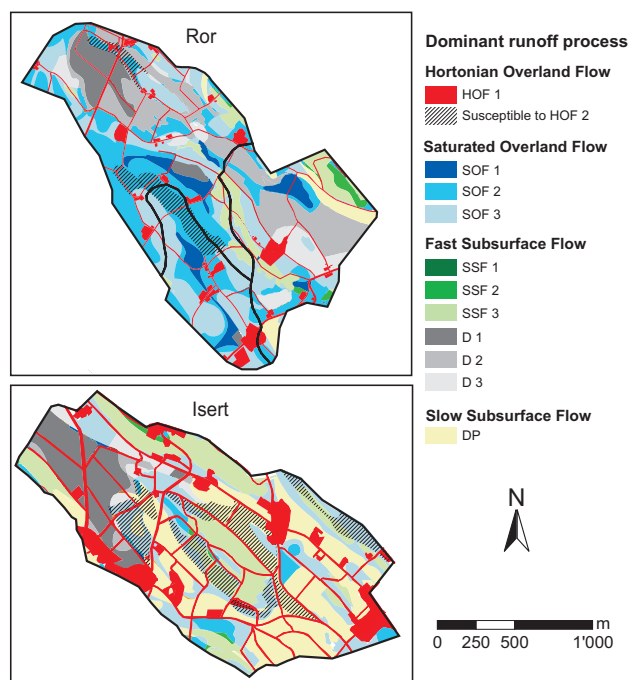 Ror
Isert
Dominant runoff process
Hortonian Overland Flow
HOF 1
Susceptible to HOF 2
Saturated Overland Flow
SOF 1
SOF 2
SOF 3
Fast Subsurface Flow
SSF 1
SSF 2
SSF 3
D 1
D 2
D 3
Slow Subsurface Flow
DP
N
m
0 250 500 1'000